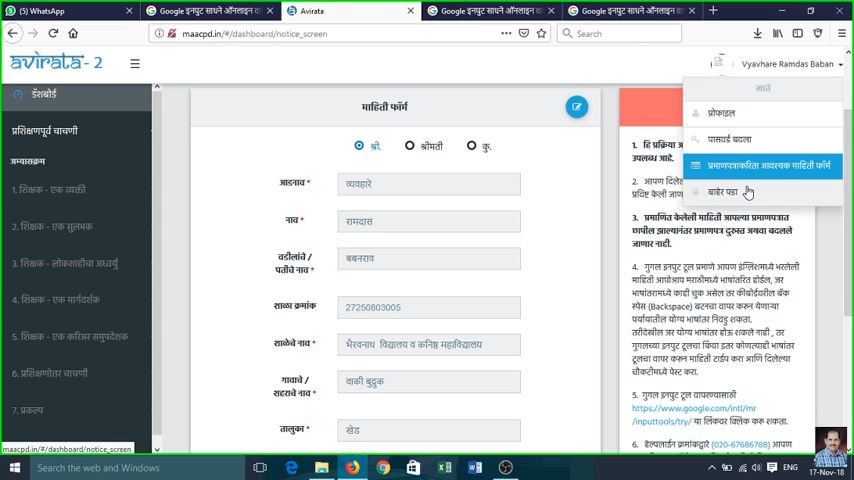 (5) WhatsApp
Google इनपुट साधने ऑनलाइन वा
Avirata
Google इनपुट साधने ऑनलाइन वा
Google इनपुट साधने ऑनलाइन वा
maacpd.in/#/dashboard/notice_screen
Search
avirata - 2
Vyavhare Ramdas Baban
डॅशबोर्ड
प्रशिक्षणपूर्व चाचणी
अभ्यासक्रम
1. शिक्षक - एक व्यक्ती
2. शिक्षक - एक सुलभक
3. शिक्षक - लोकशाहीचा अध्वर्यु
4. शिक्षक - एक मार्गदर्शक
5. शिक्षक - एक करिअर समुपदेशक
6. प्रशिक्षणोत्तर चाचणी
7. प्रकल्प
माहिती फॉर्म
श्री.
श्रीमती
कु.
आडनाव *
व्यवहारे
नाव *
रामदास
वडीलांचे /
पतीचे नाव *
बबनराव
शाळा क्रमांक
27250803005
शाळेचे नाव *
भैरवनाथ विद्यालय व कनिष्ठ महाविद्यालय
गावाचे /
शहराचे नाव *
वाकी बुद्रुक
तालुका *
खेड
खाते
प्रोफाइल
पासवर्ड बदला
प्रमाणपत्राकरिता आवश्यक माहिती फॉर्म
बाहेर पडा
1. हि प्रक्रिया
उपलब्ध आहे.
2. आपण दिले
प्रविष्ट केली जाण
3. प्रमाणित केलेली माहिती आपल्या प्रमाणपत्रात
छापील झाल्यानंतर प्रमाणपत्र दुरुस्त अथवा बदलले
जाणार नाही.
4. गुगल इनपुट टूल प्रमाणे आपण इंग्लिशमध्ये भरलेली
माहिती आपोआप मराठीमध्ये भाषांतरित होईल, जर
भाषांतरामध्ये काही चुक असेल तर कीबोर्डवरील बॅक
स्पेस (Backspace) बटनचा वापर करुन येणाऱ्या
पर्यायातील योग्य भाषांतर निवडु शकता.
तरीदेखील जर योग्य भाषांतर होऊ शकले नाही , तर
गुगलच्या इनपुट टूलचा किंवा इतर कोणत्याही भाषांतर
टूलचा वापर करून माहिती टाईप करा आणि दिलेल्या
चौकटीमध्ये पेस्ट करा.
5. गुगल इनपुट टूल वापरण्यासाठी
https://www.google.com/intl/mr
/inputtools/try/ या लिंकवर क्लिक करु शकता.
6. हेल्पलाईन क्रमांकद्वारे (020-67686788) आपण
maacpd.in/#/dashboard/notice_screen
Search the web and Windows
ENG
7:10 PM
17-Nov-18